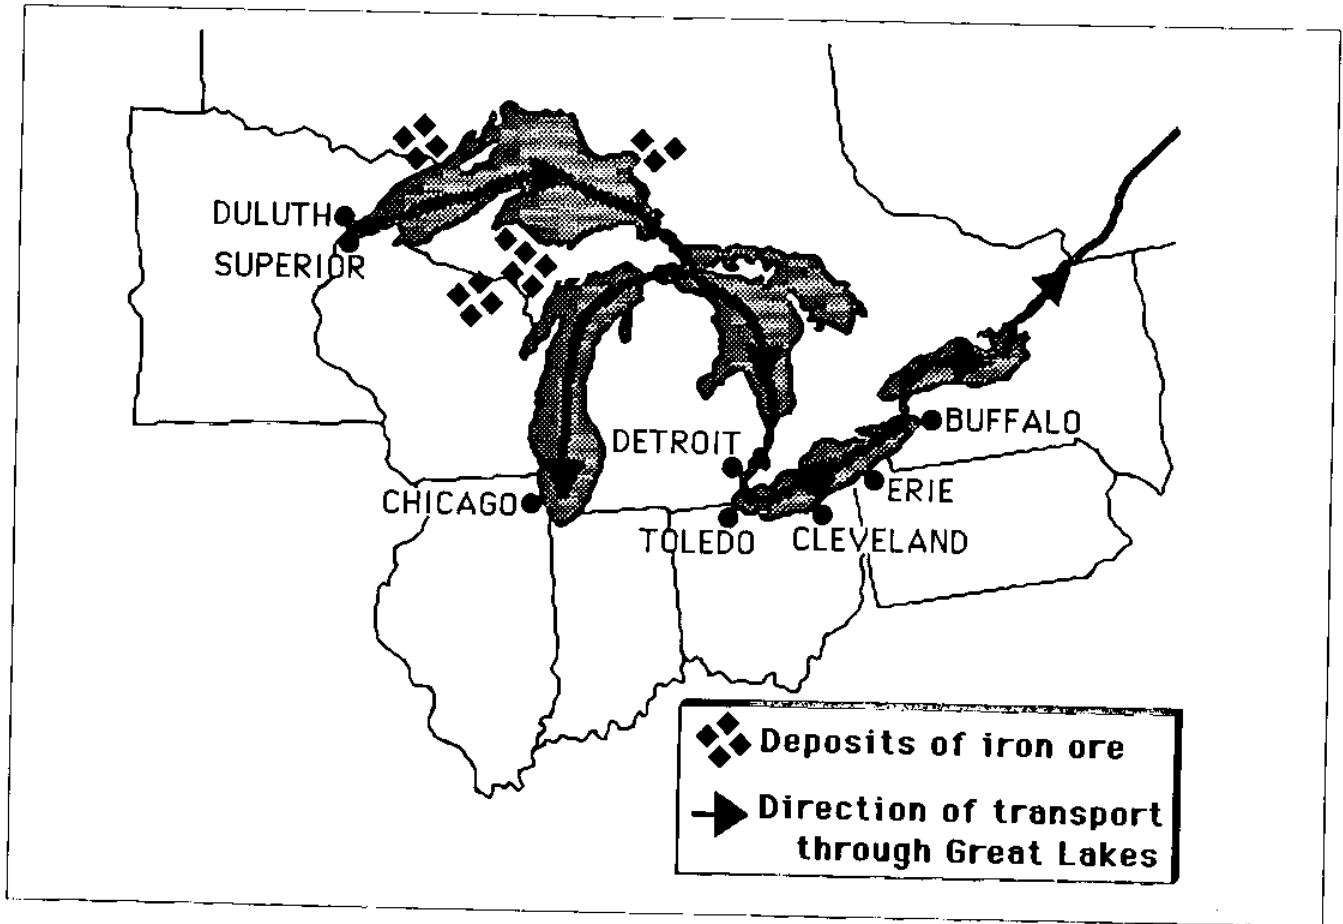 DULUTH
SUPERIOR
DETROIT
BUFFALO
CHICAGO
ERIE
TOLEDO
CLEVELAND
Deposits of iron ore
Direction of transport
through Great Lakes